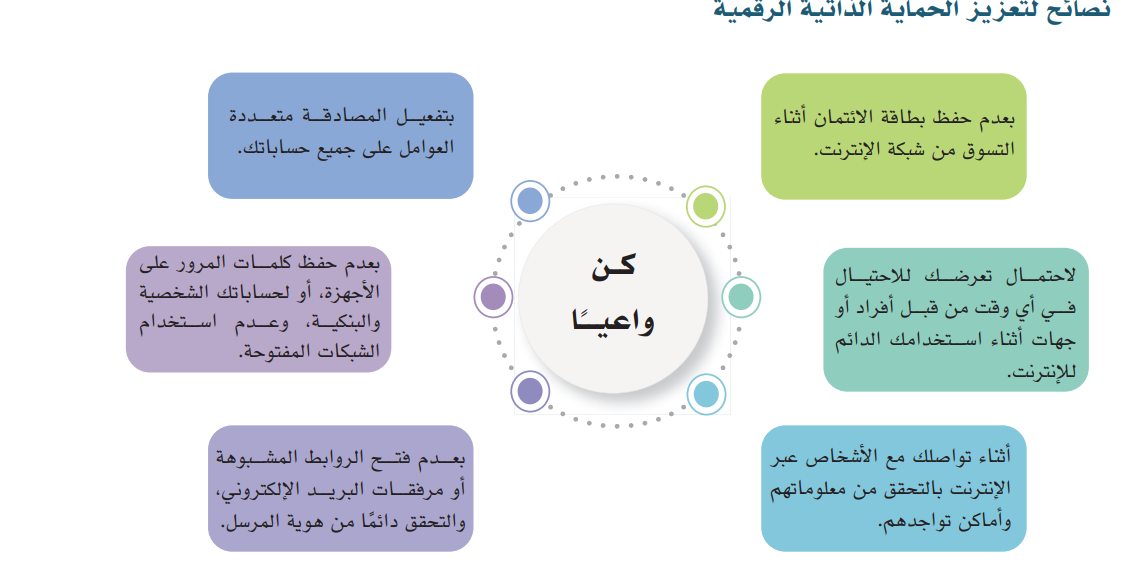 نصائح لتعزيز الحماية الذاتية الرقمية
كن
واعيًا
بعدم حفظ بطاقة الائتمان أثناء
التسوق من شبكة الإنترنت.
لاحتمال تعرضك للاحتيال
في أي وقت من قبل أفراد أو
جهات أثناء استخدامك الدائم
للإنترنت.
أثناء تواصلك مع الأشخاص عبر
الإنترنت بالتحقق من معلوماتهم
وأماكن تواجدهم.
بتفعيل المصادقة متعددة
العوامل على جميع حساباتك.
بعدم حفظ كلمات المرور على
الأجهزة، أو لحساباتك الشخصية
والبنكية، وعدم استخدام
الشبكات المفتوحة.
بعدم فتح الروابط المشبوهة
أو مرفقات البريد الإلكتروني،
والتحقق دائمًا من هوية المرسل.